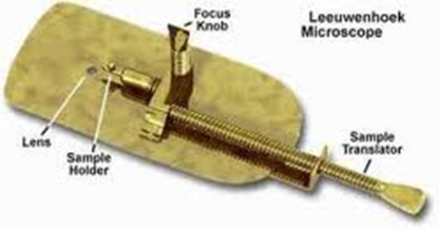 Focus
Knob
Leeuwenhoek
Microscope
Lens
Sample
Holder
Sample
Translator